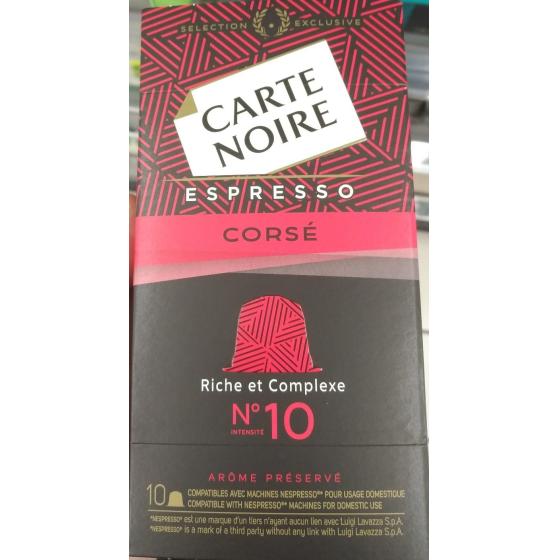 SELECTION EXCLUSIVE
CARTE
NOIRE
ESPRESSO
CORSÉ
Riche et Complexe
N°10
INTENSITÉ
ARÔME PRÉSERVÉ
10 COMPATIBLES AVEC MACHINES NESPRESSO®* POUR USAGE DOMESTIQUE
COMPATIBLE WITH NESPRESSO®* MACHINES FOR DOMESTIC USE
*NESPRESSO® est une marque d'un tiers n'ayant aucun lien avec Luigi Lavazza S.p.A.
*NESPRESSO® is a mark of a third party without any link with Luigi Lavazza S.p.A.